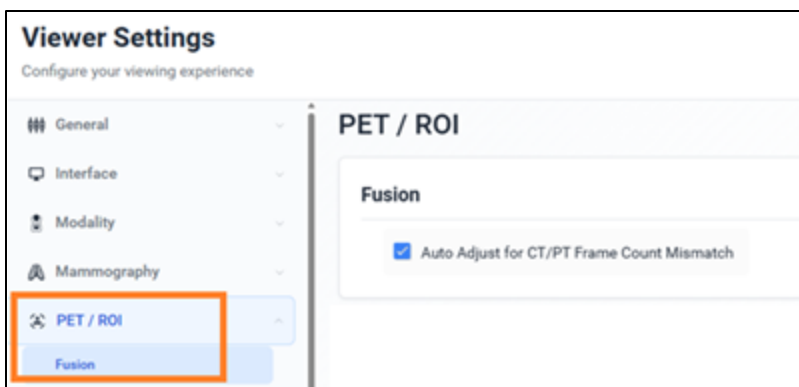 Viewer Settings
Configure your viewing experience
General
Interface
Modality
Mammography
PET / ROI
Fusion
PET / ROI
Fusion
Auto Adjust for CT/PT Frame Count Mismatch